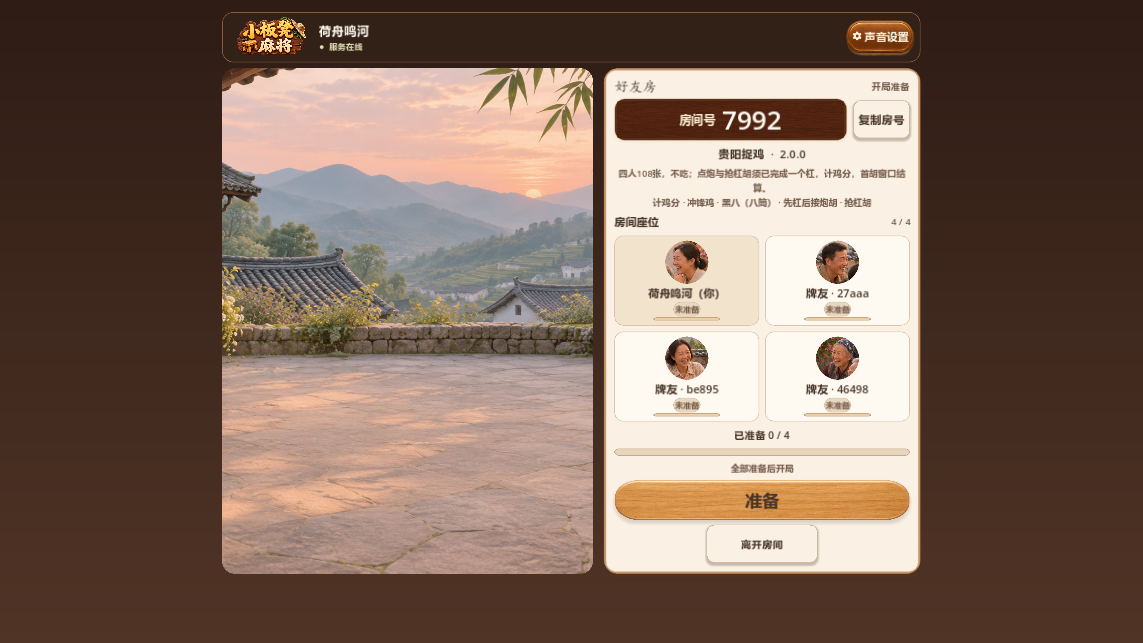 小板凳
麻将
荷舟鸣河
服务在线
声音设置
好友房
开局准备
房间号 7992
复制房号
贵阳捉鸡 · 2.0.0
四人108张，不吃；点炮与抢杠胡须已完成一个杠，计鸡分，首胡窗口结
算。
计鸡分 · 冲锋鸡 · 黑八（八筒） · 先杠后接炮胡 · 抢杠胡
房间座位
4 / 4
荷舟鸣河（你）
未准备
牌友 · 27aaa
未准备
牌友 · be895
未准备
牌友 · 46498
未准备
已准备 0 / 4
全部准备后开局
准备
离开房间